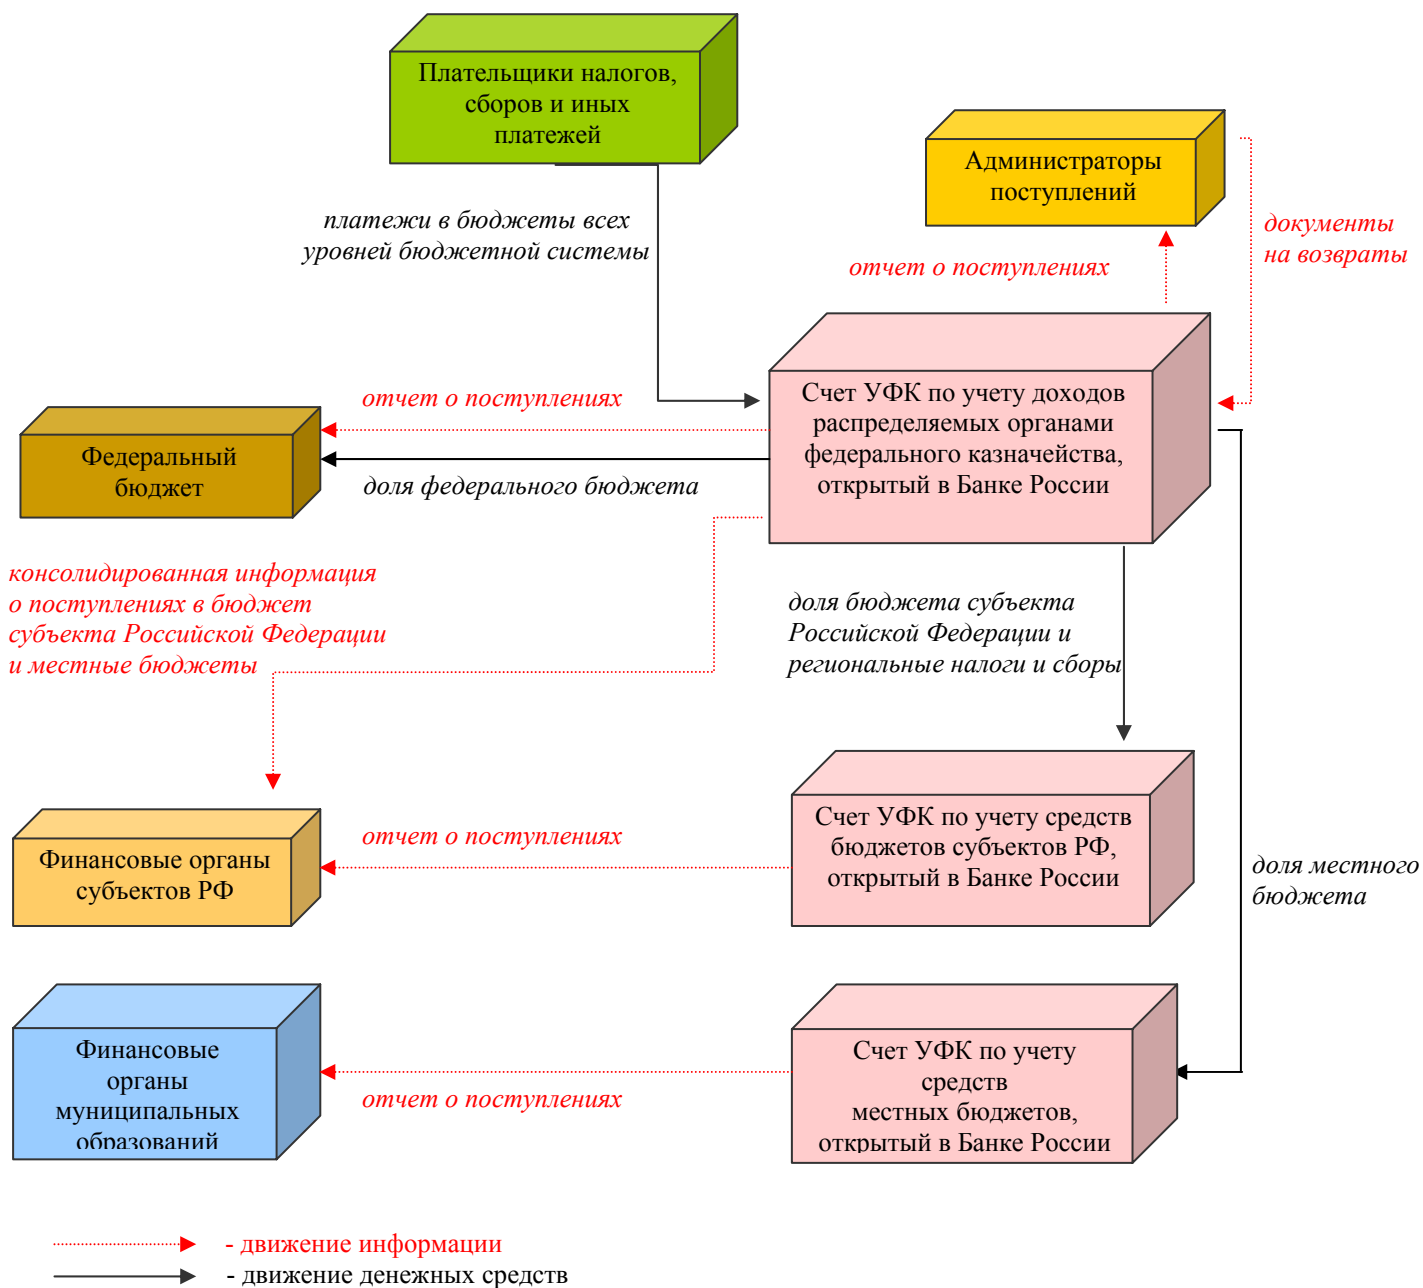 Плательщики налогов,
сборов и иных
платежей
Администраторы
поступлений
платежи в бюджеты всех
уровней бюджетной системы
документы
на возвраты
отчет о поступлениях
Счет УФК по учету доходов
распределяемых органами
федерального казначейства,
открытый в Банке России
отчет о поступлениях
Федеральный
бюджет
доля федерального бюджета
консолидированная информация
о поступлениях в бюджет
субъекта Российской Федерации
и местные бюджеты
доля бюджета субъекта
Российской Федерации и
региональные налоги и сборы
Счет УФК по учету средств
бюджетов субъектов РФ,
открытый в Банке России
отчет о поступлениях
Финансовые органы
субъектов РФ
доля местного
бюджета
Финансовые
органы
муниципальных
образований
отчет о поступлениях
Счет УФК по учету
средств
местных бюджетов,
открытый в Банке России
- движение информации
- движение денежных средств